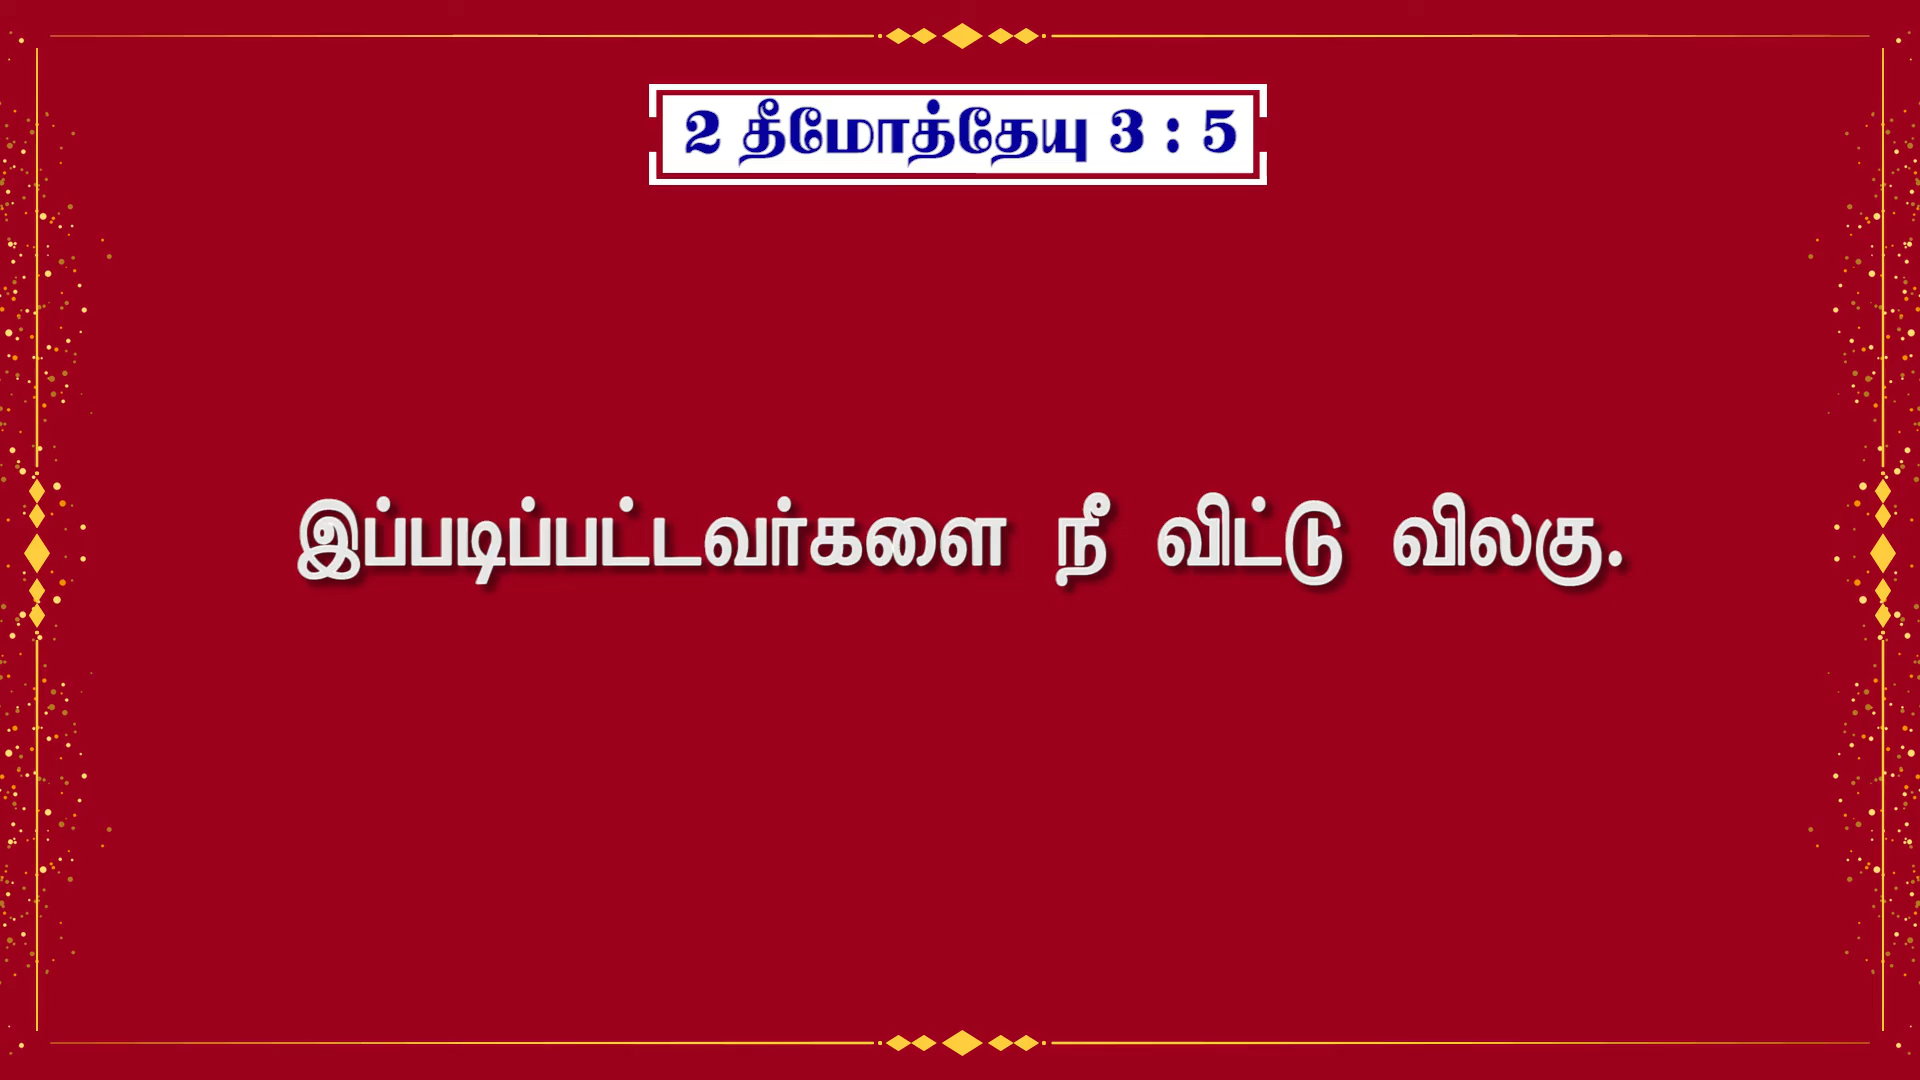 2 தீமோத்தேயு 3 : 5
இப்படிப்பட்டவர்களை நீ விட்டு விலகு.